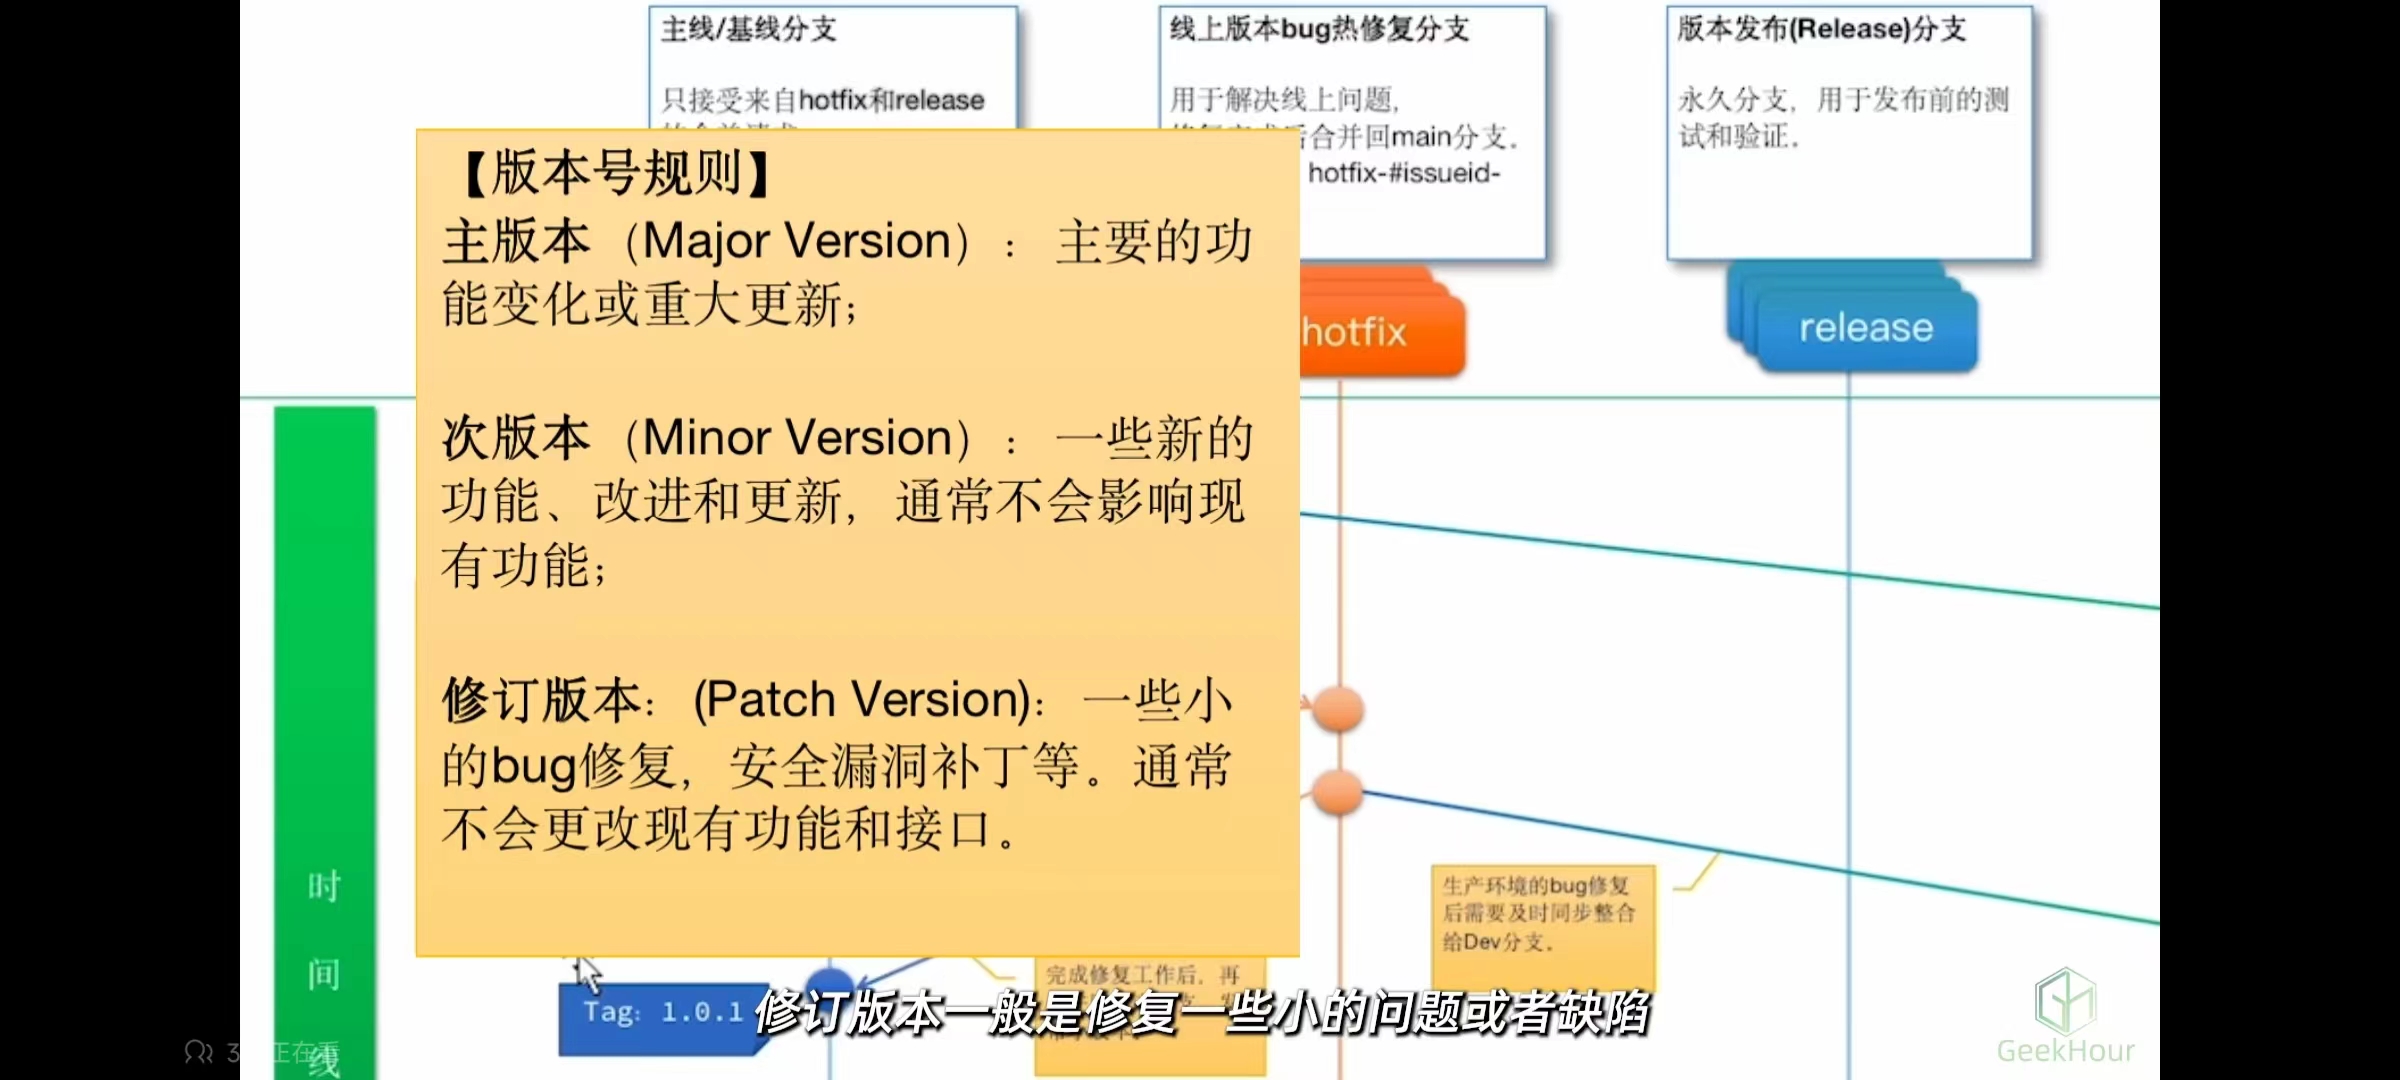 主线/基线分支
只接受来自hotfix和release
线上版本bug热修复分支
用于解决线上问题,
合并回main分支.
hotfix-#issueid-
版本发布(Release)分支
永久分支, 用于发布前的测
试和验证.
【版本号规则】
主版本（Major Version）： 主要的功
能变化或重大更新;
次版本（Minor Version）： 一些新的
功能、改进和更新, 通常不会影响现
有功能;
修订版本: (Patch Version): 一些小
的bug修复, 安全漏洞补丁等。通常
不会更改现有功能和接口。
hotfix
release
时
间
线
生产环境的bug修复
后需要及时同步整合
给Dev分支.
完成修复工作后, 再
Tag: 1.0.1
修订版本一般是修复一些小的问题或者缺陷
正在看
GeekHour